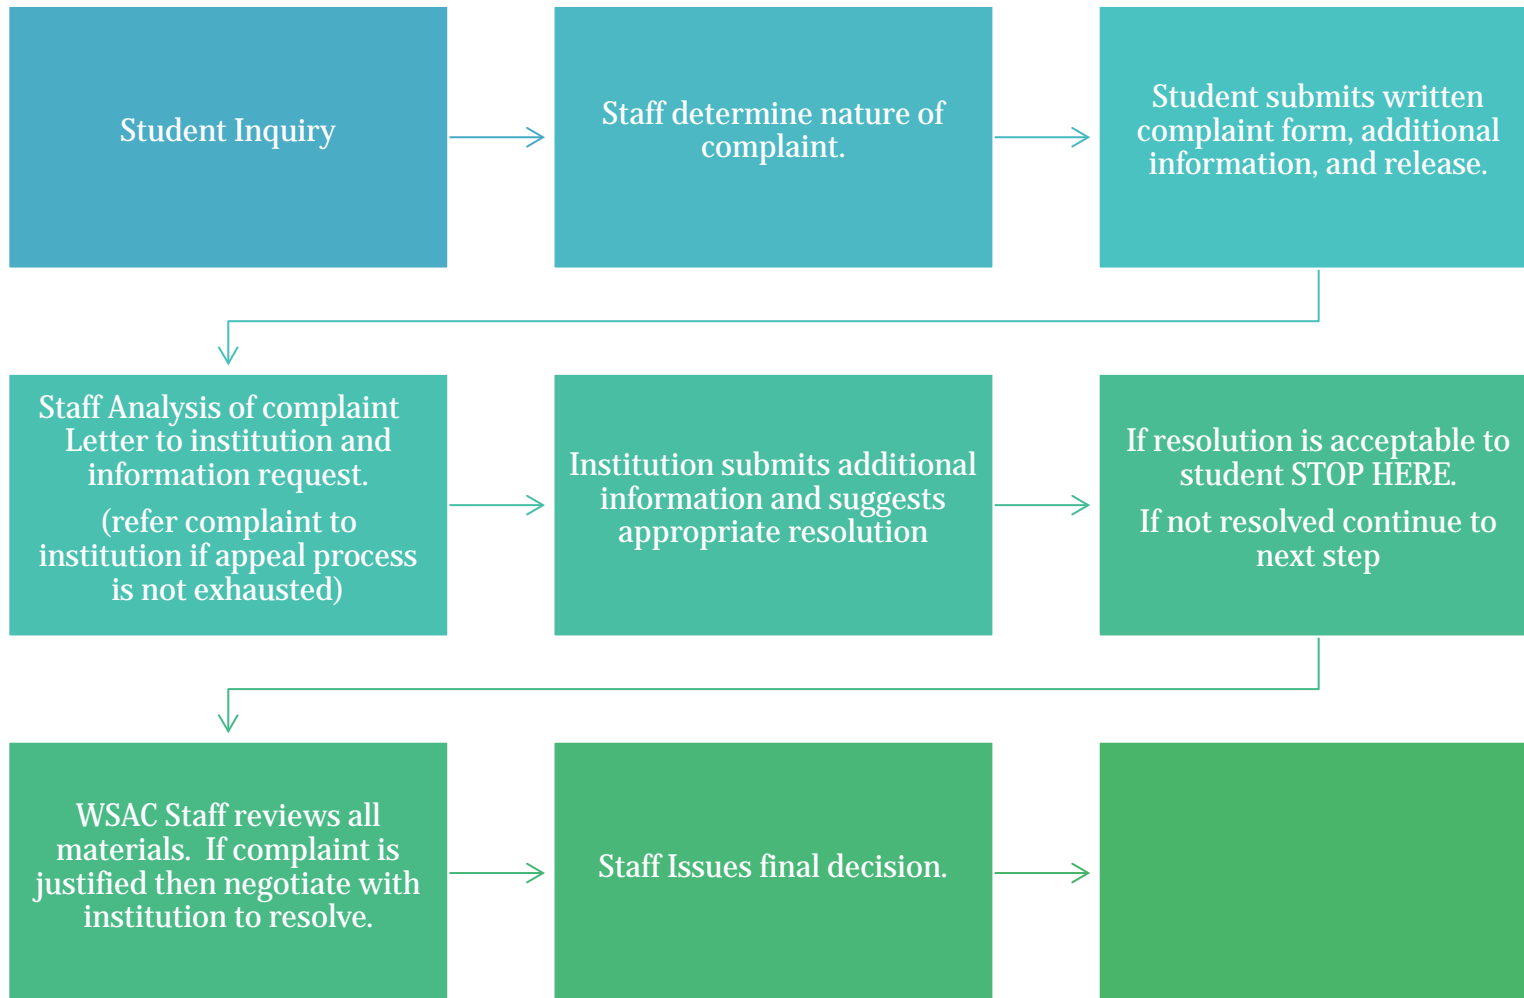 Student Inquiry
Staff determine nature of
complaint.
Student submits written
complaint form, additional
information, and release.
Staff Analysis of complaint
Letter to institution and
information request.
(refer complaint to
institution if appeal process
is not exhausted)
Institution submits additional
information and suggests
appropriate resolution
If resolution is acceptable to
student STOP HERE.
If not resolved continue to
next step
WSAC Staff reviews all
materials.  If complaint is
justified then negotiate with
institution to resolve.
Staff Issues final decision.